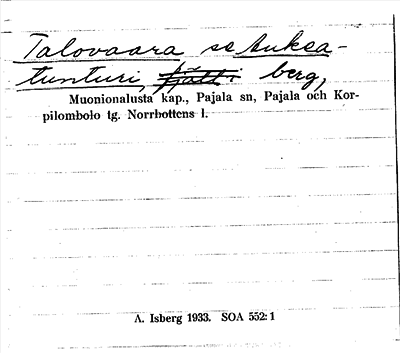 Talovaara se Auksa-
tunturi, fjäll i berg,
Muonionalusta kap., Pajala sn, Pajala och Kor-
pilombolo tg. Norrbottens l.
A. Isberg 1933. SOA 552:1